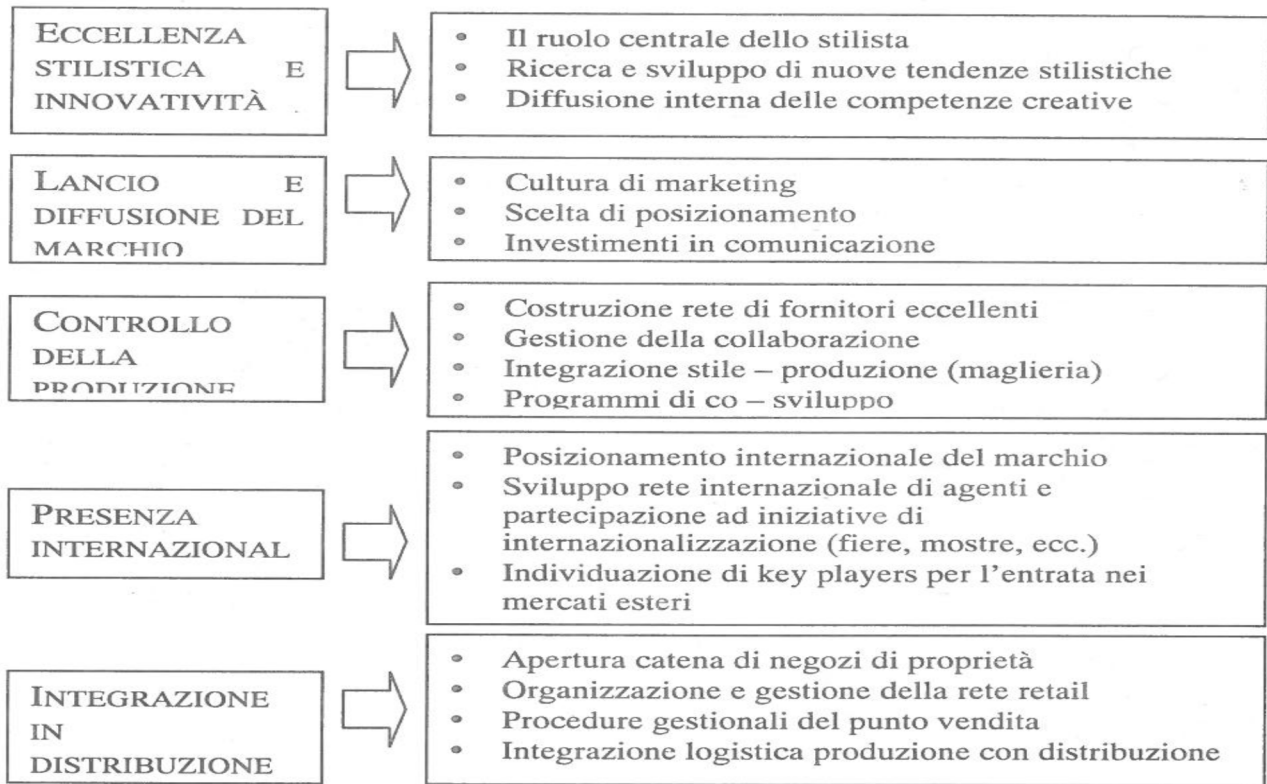 ECCELLENZA
STILISTICA E
INNOVATIVITÀ
• Il ruolo centrale dello stilista
• Ricerca e sviluppo di nuove tendenze stilistiche
• Diffusione interna delle competenze creative
LANCIO E
DIFFUSIONE DEL
MARCHIO
• Cultura di marketing
• Scelta di posizionamento
• Investimenti in comunicazione
CONTROLLO
DELLA
PRODUZIONE
• Costruzione rete di fornitori eccellenti
• Gestione della collaborazione
• Integrazione stile – produzione (maglieria)
• Programmi di co – sviluppo
PRESENZA
INTERNAZIONAL
• Posizionamento internazionale del marchio
• Sviluppo rete internazionale di agenti e
partecipazione ad iniziative di
internazionalizzazione (fiere, mostre, ecc.)
• Individuazione di key players per l'entrata nei
mercati esteri
INTEGRAZIONE
IN
DISTRIBUZIONE
• Apertura catena di negozi di proprietà
• Organizzazione e gestione della rete retail
• Procedure gestionali del punto vendita
• Integrazione logistica produzione con distribuzione